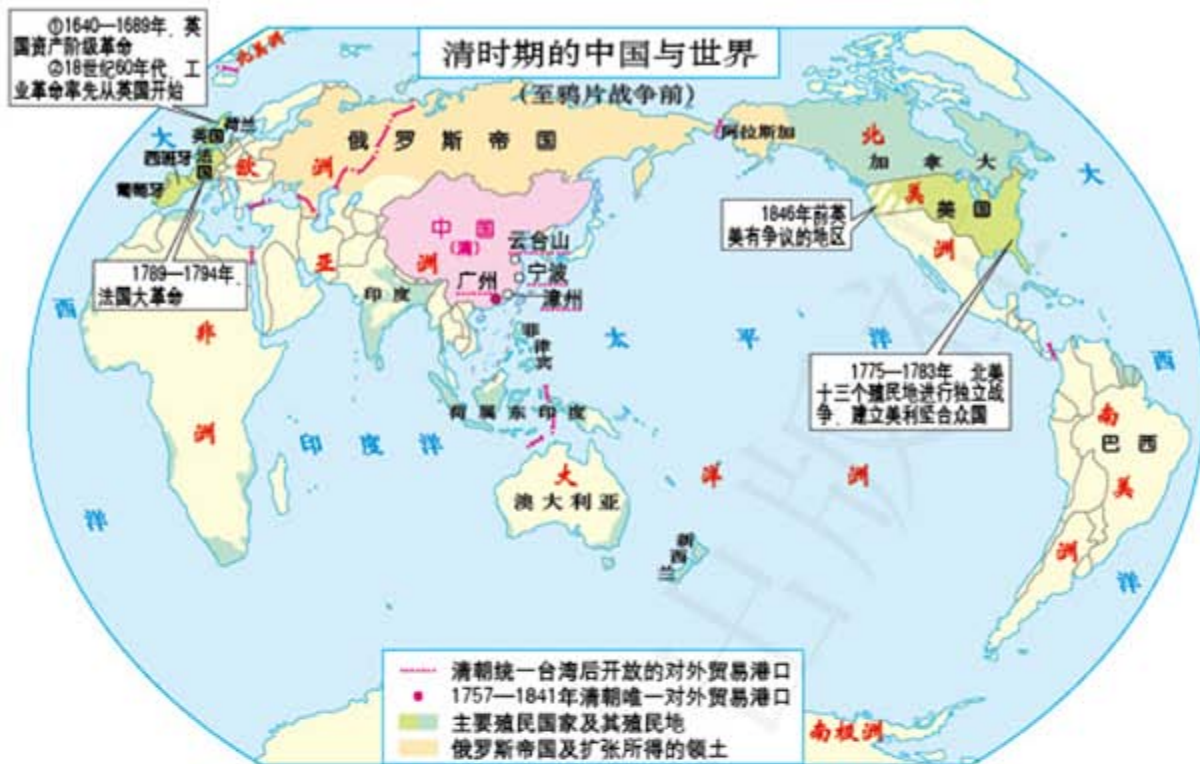 清时期的中国与世界
(至鸦片战争前)
①1640—1689年，英
国资产阶级革命
②18世纪60年代，工
业革命率先从英国开始
北美洲
大
西
洋
英国
荷兰
西班牙
法国
葡萄牙
欧
洲
俄罗斯帝国
阿拉斯加
北
美
洲
加拿大
美国
大
西
洋
1846年前英
美有争议的地区
中国
(清)
云台山
宁波
广州
漳州
亚
洲
印度
1789—1794年，
法国大革命
非
洲
菲律宾
太平洋
1775—1783年，北美
十三个殖民地进行独立战
争，建立美利坚合众国
荷属东印度
印度洋
南
美
洲
巴西
大洋洲
澳大利亚
新西兰
清朝统一台湾后开放的对外贸易港口
1757—1841年清朝唯一对外贸易港口
主要殖民国家及其殖民地
俄罗斯帝国及扩张所得的领土
南极洲